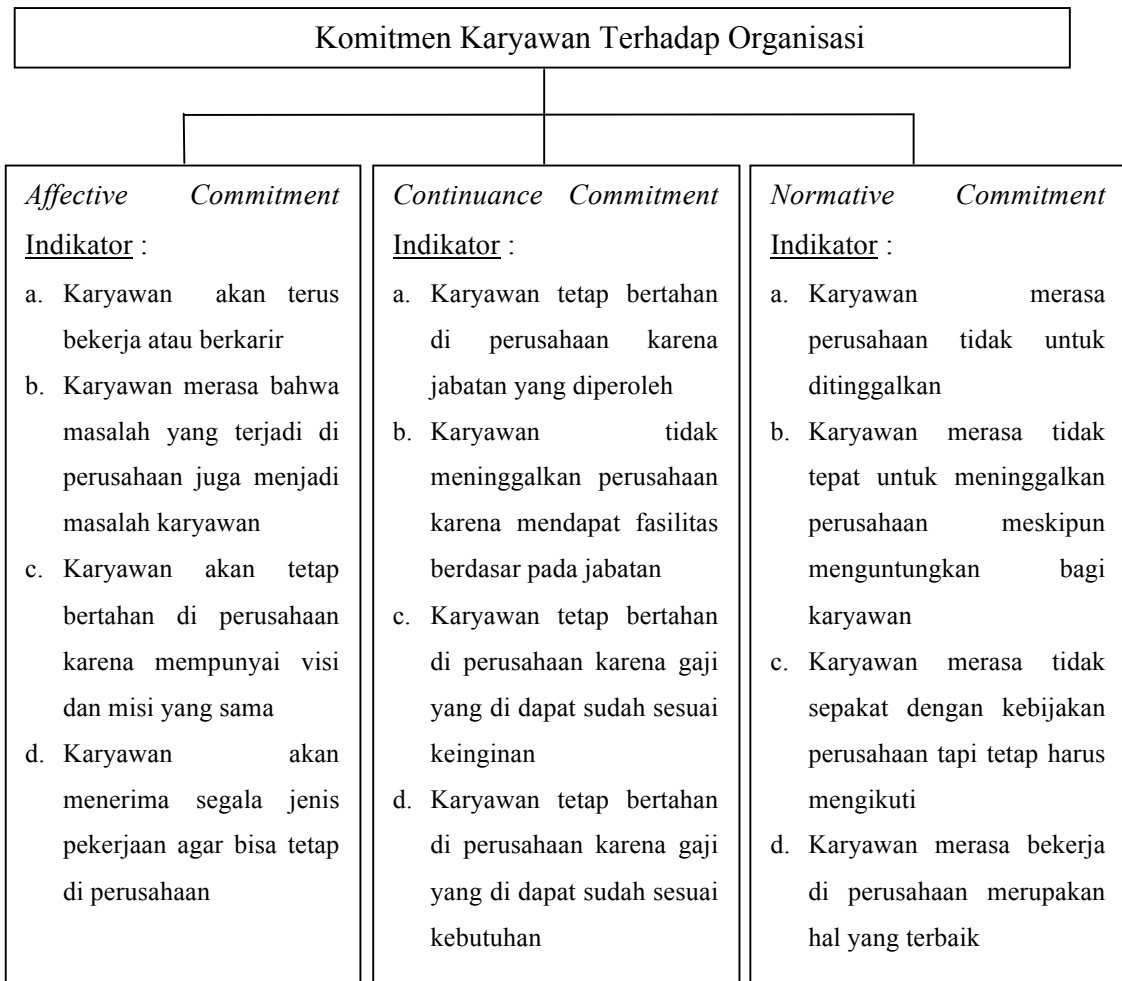 Komitmen Karyawan Terhadap Organisasi
Affective Commitment
Indikator :
a. Karyawan akan terus
bekerja atau berkarir
b. Karyawan merasa bahwa
masalah yang terjadi di
perusahaan juga menjadi
masalah karyawan
c. Karyawan akan tetap
bertahan di perusahaan
karena mempunyai visi
dan misi yang sama
d. Karyawan akan
menerima segala jenis
pekerjaan agar bisa tetap
di perusahaan
Continuance Commitment
Indikator :
a. Karyawan tetap bertahan
di perusahaan karena
jabatan yang diperoleh
b. Karyawan tidak
meninggalkan perusahaan
karena mendapat fasilitas
berdasar pada jabatan
c. Karyawan tetap bertahan
di perusahaan karena gaji
yang di dapat sudah sesuai
keinginan
d. Karyawan tetap bertahan
di perusahaan karena gaji
yang di dapat sudah sesuai
kebutuhan
Normative Commitment
Indikator :
a. Karyawan merasa
perusahaan tidak untuk
ditinggalkan
b. Karyawan merasa tidak
tepat untuk meninggalkan
perusahaan meskipun
menguntungkan bagi
karyawan
c. Karyawan merasa tidak
sepakat dengan kebijakan
perusahaan tapi tetap harus
mengikuti
d. Karyawan merasa bekerja
di perusahaan merupakan
hal yang terbaik